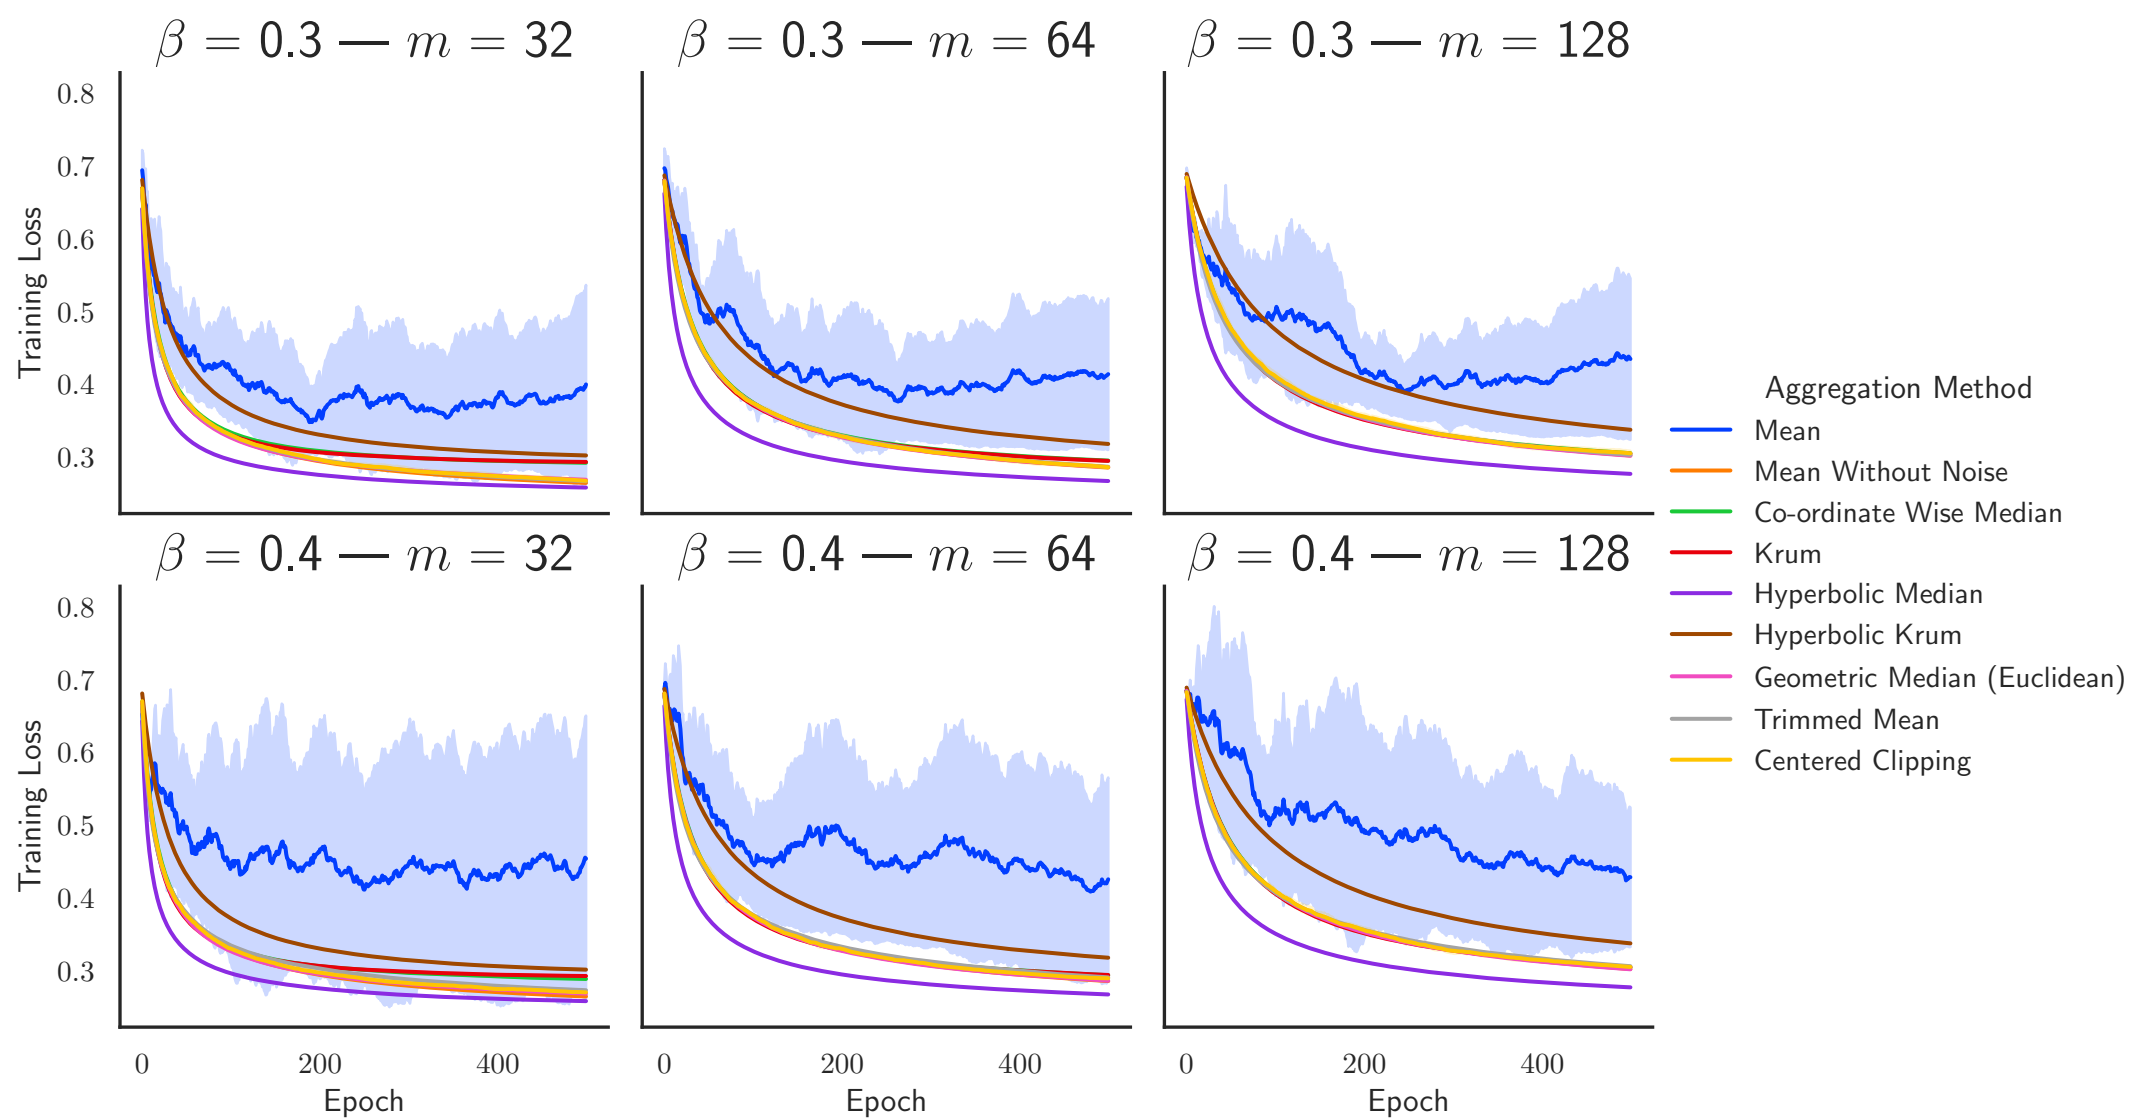 β = 0.3 — m = 32
β = 0.3 — m = 64
β = 0.3 — m = 128
0.8
0.7
0.6
0.5
0.4
0.3
Training Loss
β = 0.4 — m = 32
β = 0.4 — m = 64
β = 0.4 — m = 128
0.8
0.7
0.6
0.5
0.4
0.3
Training Loss
0 200 400
Epoch
0 200 400
Epoch
0 200 400
Epoch
Aggregation Method
Mean
Mean Without Noise
Co-ordinate Wise Median
Krum
Hyperbolic Median
Hyperbolic Krum
Geometric Median (Euclidean)
Trimmed Mean
Centered Clipping